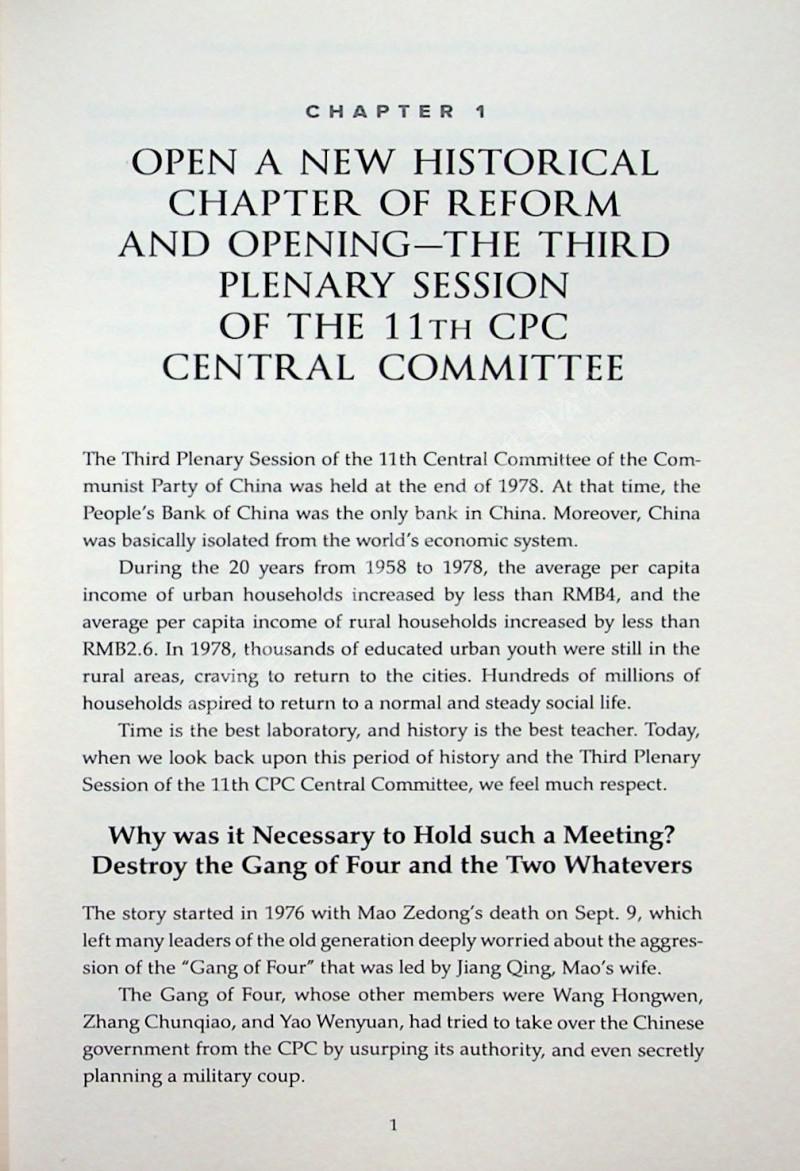 CHAPTER 1
OPEN A NEW HISTORICAL
CHAPTER OF REFORM
AND OPENING—THE THIRD
PLENARY SESSION
OF THE 11TH CPC
CENTRAL COMMITTEE
The Third Plenary Session of the 11th Central Committee of the Com-
munist Party of China was held at the end of 1978. At that time, the
People's Bank of China was the only bank in China. Moreover, China
was basically isolated from the world's economic system.
During the 20 years from 1958 to 1978, the average per capita
income of urban households increased by less than RMB4, and the
average per capita income of rural households increased by less than
RMB2.6. In 1978, thousands of educated urban youth were still in the
rural areas, craving to return to the cities. Hundreds of millions of
households aspired to return to a normal and steady social life.
Time is the best laboratory, and history is the best teacher. Today,
when we look back upon this period of history and the Third Plenary
Session of the 11th CPC Central Committee, we feel much respect.
Why was it Necessary to Hold such a Meeting?
Destroy the Gang of Four and the Two Whatevers
The story started in 1976 with Mao Zedong's death on Sept. 9, which
left many leaders of the old generation deeply worried about the aggres-
sion of the "Gang of Four" that was led by Jiang Qing, Mao's wife.
The Gang of Four, whose other members were Wang Hongwen,
Zhang Chunqiao, and Yao Wenyuan, had tried to take over the Chinese
government from the CPC by usurping its authority, and even secretly
planning a military coup.
1